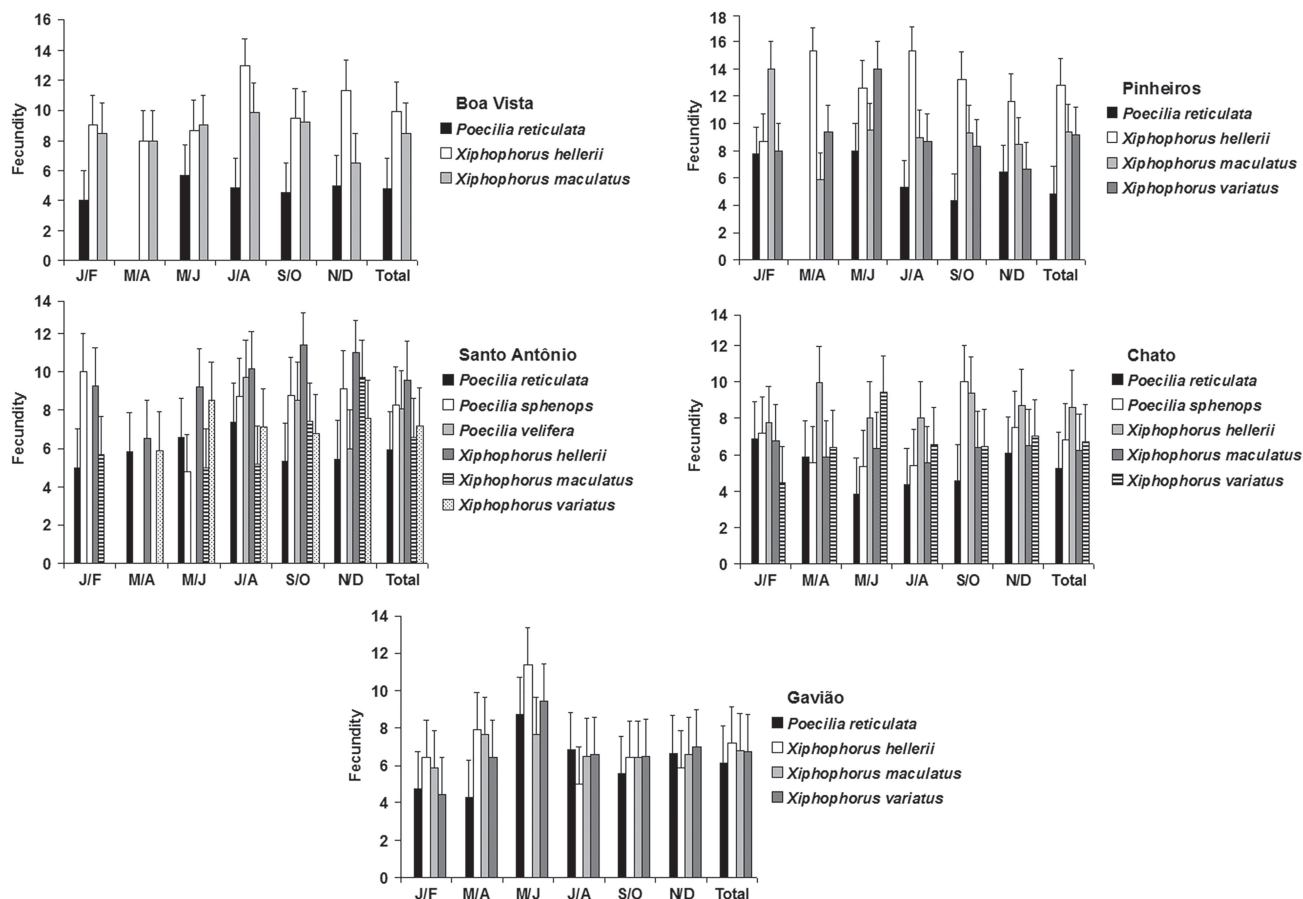 16
14
12
10
8
6
4
2
0
Fecundity
J/F M/A M/J J/A S/O N/D Total
Boa Vista
Poecilia reticulata
Xiphophorus hellerii
Xiphophorus maculatus
18
16
14
12
10
8
6
4
2
0
Fecundity
J/F M/A M/J J/A S/O N/D Total
Pinheiros
Poecilia reticulata
Xiphophorus hellerii
Xiphophorus maculatus
Xiphophorus variatus
14
12
10
8
6
4
2
0
Fecundity
J/F M/A M/J J/A S/O N/D Total
Santo Antônio
Poecilia reticulata
Poecilia sphenops
Poecilia velifera
Xiphophorus hellerii
Xiphophorus maculatus
Xiphophorus variatus
14
12
10
8
6
4
2
0
Fecundity
J/F M/A M/J J/A S/O N/D Total
Chato
Poecilia reticulata
Poecilia sphenops
Xiphophorus hellerii
Xiphophorus maculatus
Xiphophorus variatus
14
12
10
8
6
4
2
0
Fecundity
J/F M/A M/J J/A S/O N/D Total
Gavião
Poecilia reticulata
Xiphophorus hellerii
Xiphophorus maculatus
Xiphophorus variatus